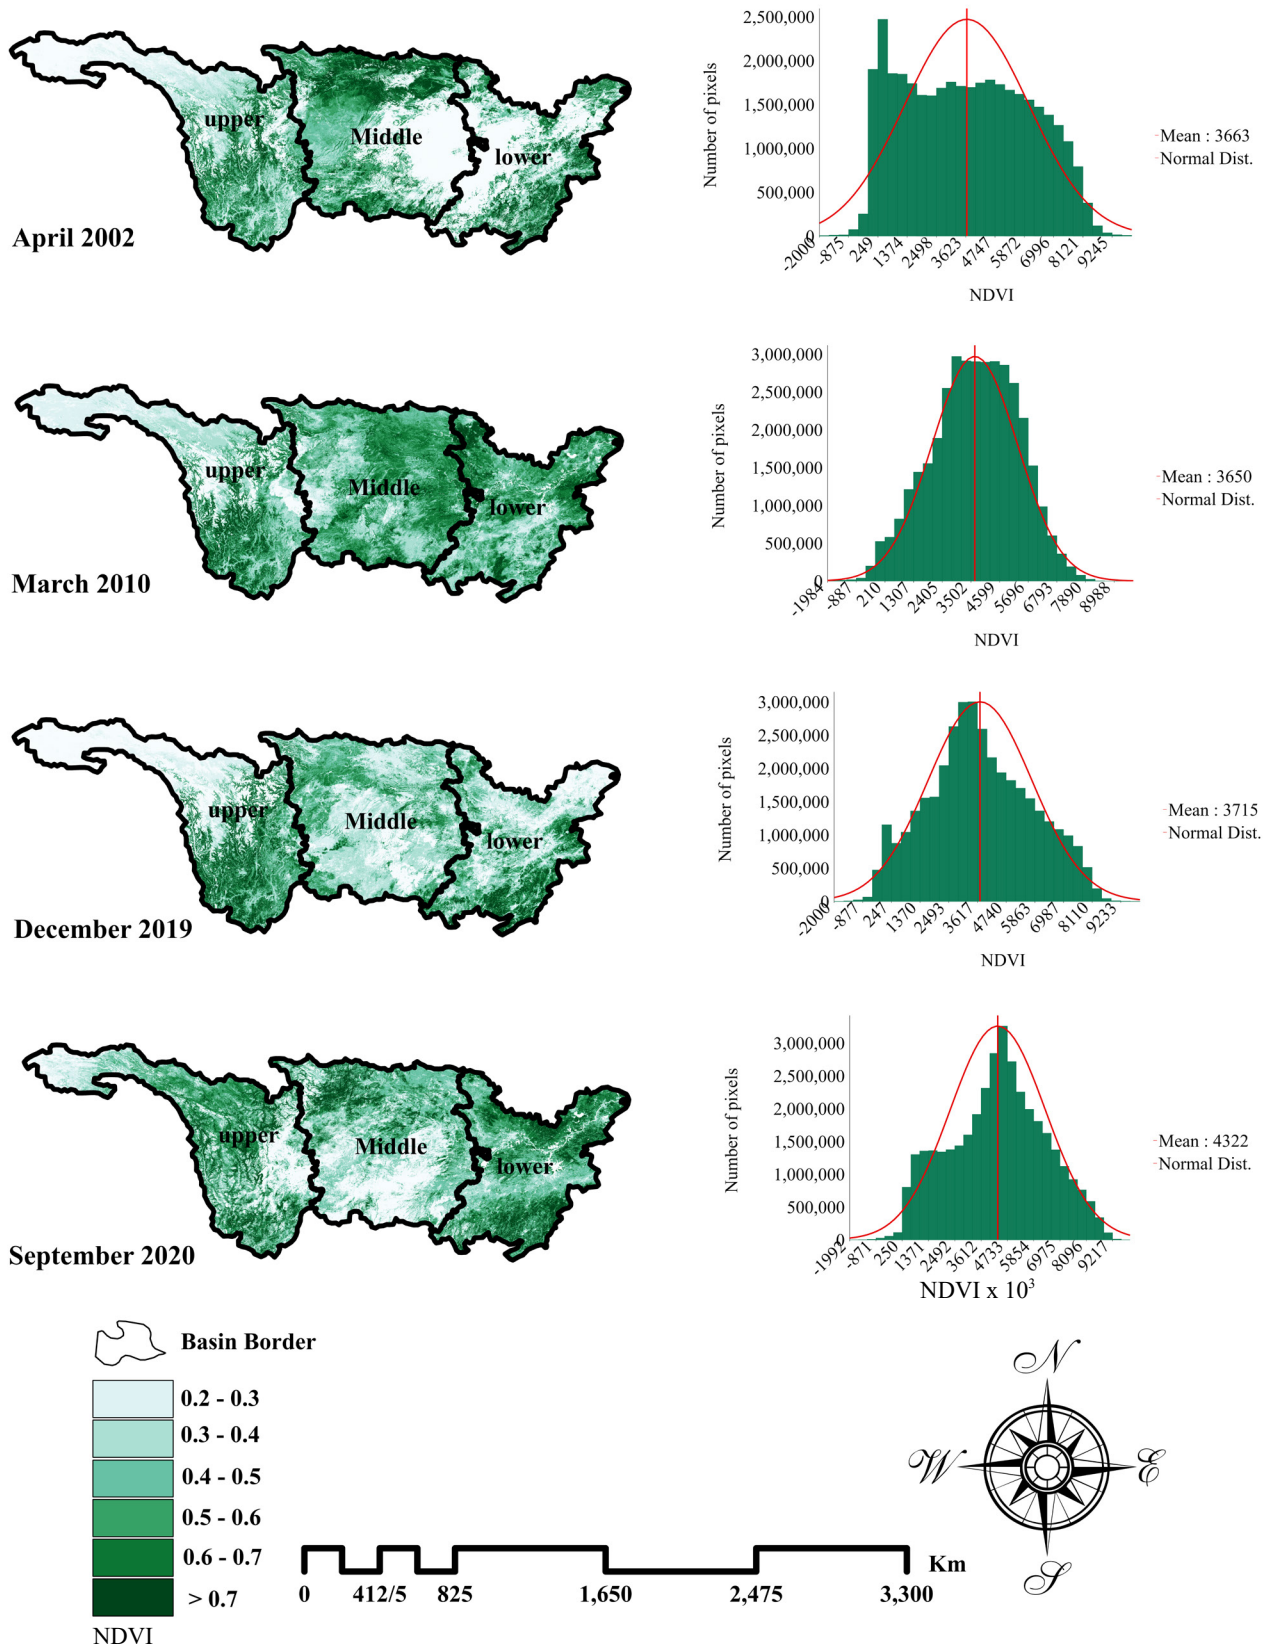 upper
Middle
lower
April 2002
2,500,000
2,000,000
1,500,000
1,000,000
500,000
0
Number of pixels
-2000
-875
249
1374
2498
3623
4747
5872
6996
8121
9245
NDVI
Mean : 3663
Normal Dist.
upper
Middle
lower
March 2010
3,000,000
2,500,000
2,000,000
1,500,000
1,000,000
500,000
0
Number of pixels
-1984
-887
210
1307
2405
3502
4599
5696
6793
7890
8988
NDVI
Mean : 3650
Normal Dist.
upper
Middle
lower
December 2019
3,000,000
2,500,000
2,000,000
1,500,000
1,000,000
500,000
0
Number of pixels
-2000
-877
247
1370
2493
3617
4740
5863
6987
8110
9233
NDVI
Mean : 3715
Normal Dist.
upper
Middle
lower
September 2020
3,000,000
2,500,000
2,000,000
1,500,000
1,000,000
500,000
0
Number of pixels
-1992
-871
250
1371
2492
3612
4733
5854
6975
8096
9217
NDVI x 10³
Mean : 4322
Normal Dist.
Basin Border
0.2 - 0.3
0.3 - 0.4
0.4 - 0.5
0.5 - 0.6
0.6 - 0.7
> 0.7
NDVI
0 412/5 825 1,650 2,475 3,300
Km
N
W
E
S